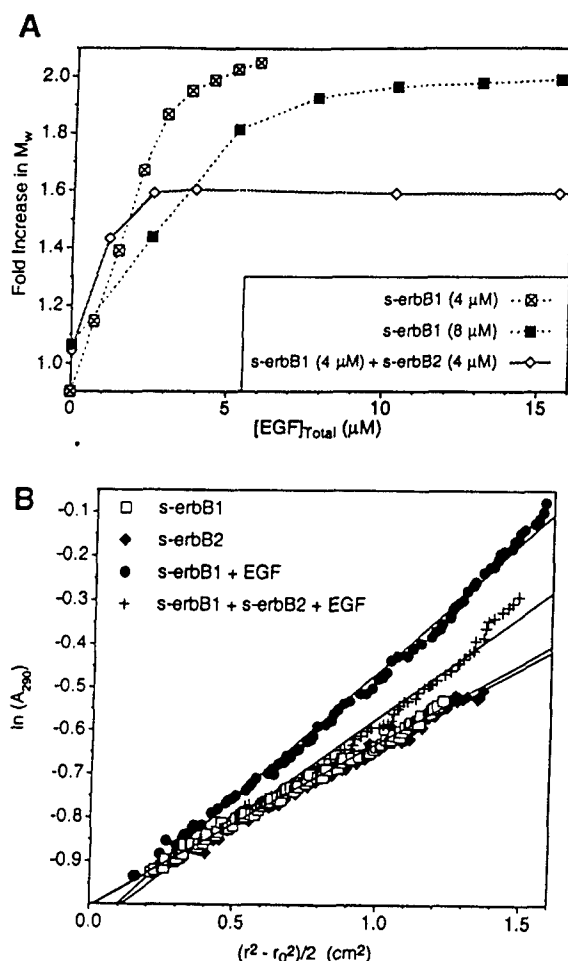 A
Fold Increase in Mw
2.0
1.8
1.6
1.4
1.2
1.0
s-erbB1 (4 μM)
s-erbB1 (8 μM)
s-erbB1 (4 μM) + s-erbB2 (4 μM)
0
5
10
15
[EGF]Total (μM)
B
s-erbB1
s-erbB2
s-erbB1 + EGF
s-erbB1 + s-erbB2 + EGF
ln (A290)
-0.1
-0.2
-0.3
-0.4
-0.5
-0.6
-0.7
-0.8
-0.9
0.0
0.5
1.0
1.5
(r² - r₀²)/2 (cm²)